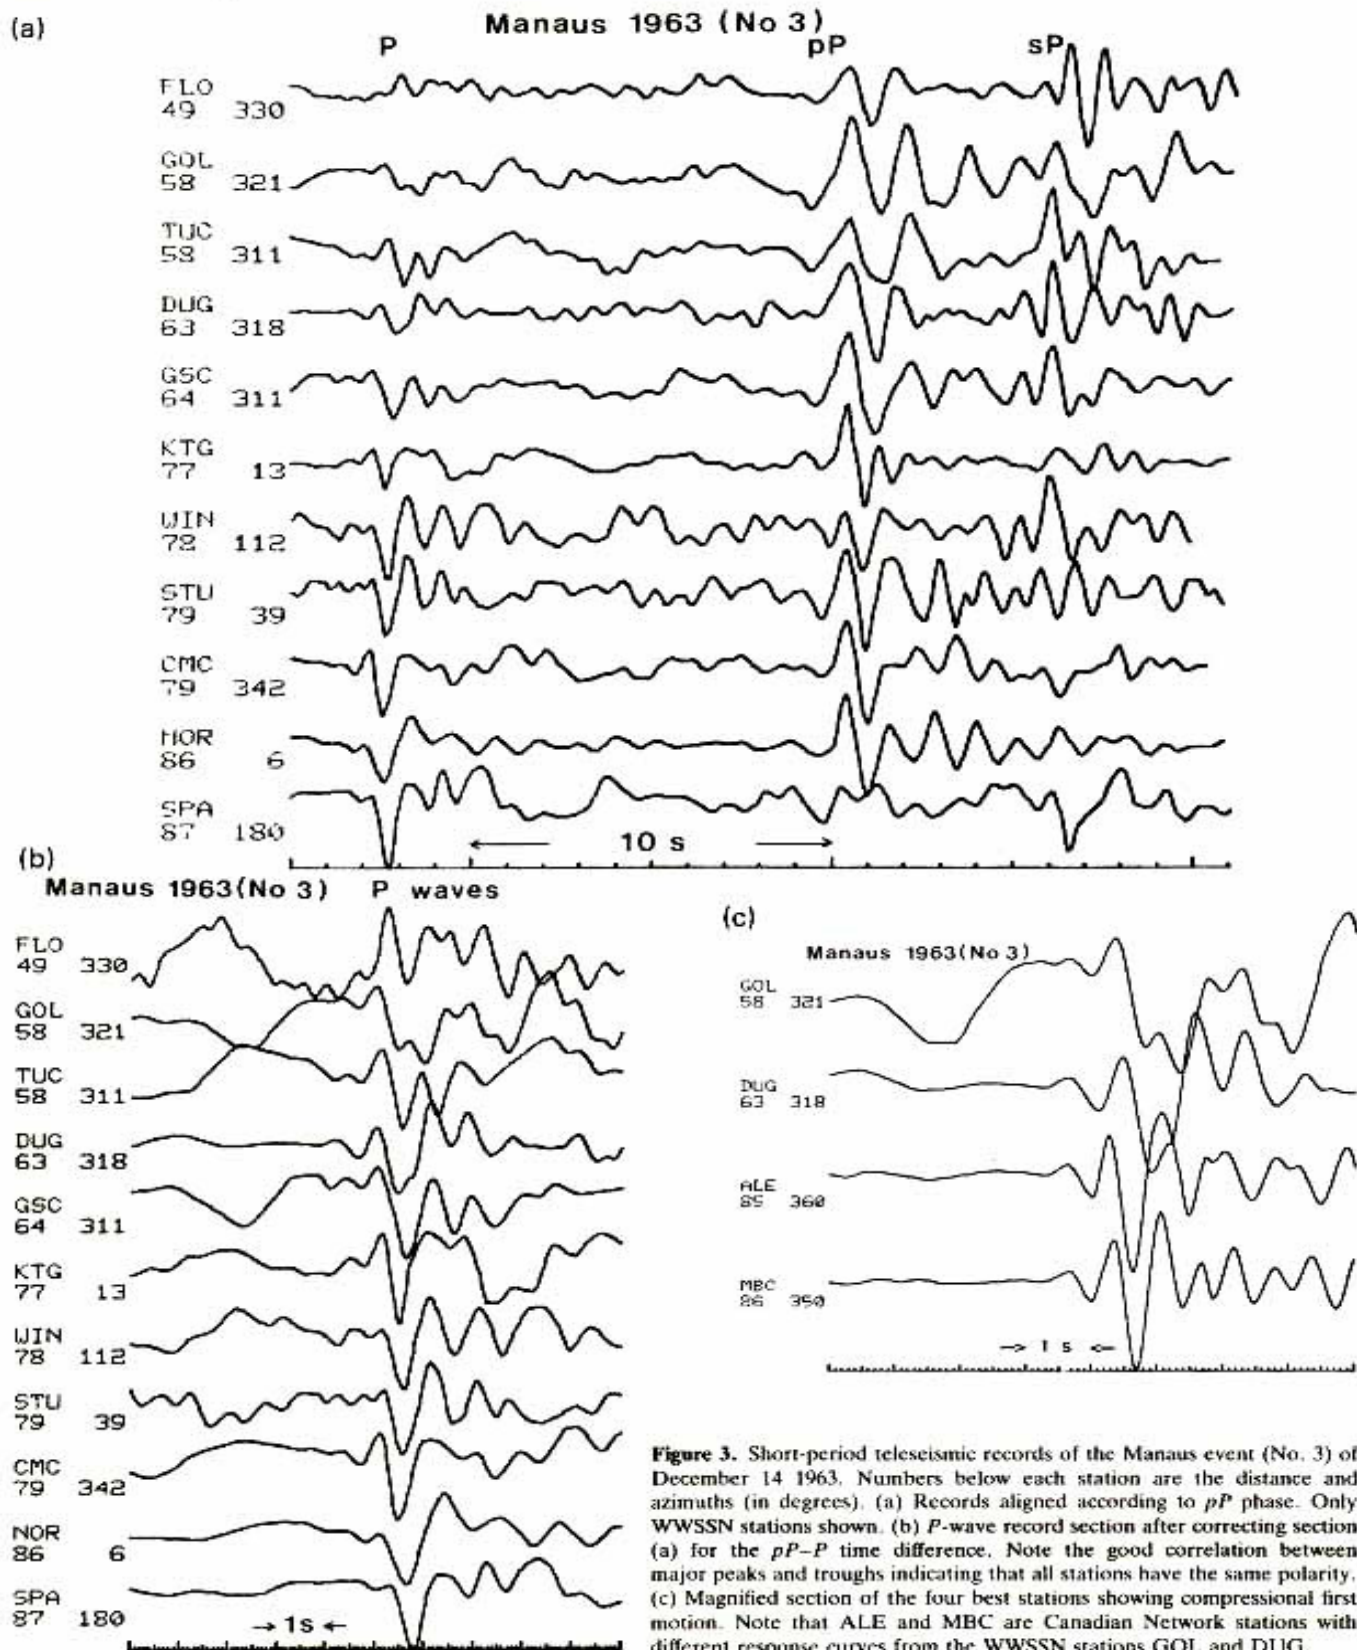 (a)
Manaus 1963 (No 3)
P pP sP
FLO
49 330
GOL
58 321
TUC
58 311
DUG
63 318
GSC
64 311
KTG
77 13
WIN
78 112
STU
79 39
CMC
79 342
NOR
86 6
SPA
87 180
10 s
(b)
Manaus 1963(No 3) P waves
FLO
49 330
GOL
58 321
TUC
58 311
DUG
63 318
GSC
64 311
KTG
77 13
WIN
78 112
STU
79 39
CMC
79 342
NOR
86 6
SPA
87 180
1s
(c)
Manaus 1963(No 3)
GOL
58 321
DUG
63 318
ALE
85 360
MBC
86 350
1 s
Figure 3. Short-period teleseismic records of the Manaus event (No. 3) of
December 14 1963. Numbers below each station are the distance and
azimuths (in degrees). (a) Records aligned according to pP phase. Only
WWSSN stations shown. (b) P-wave record section after correcting section
(a) for the pP–P time difference. Note the good correlation between
major peaks and troughs indicating that all stations have the same polarity.
(c) Magnified section of the four best stations showing compressional first
motion. Note that ALE and MBC are Canadian Network stations with
different response curves from the WWSSN stations GOL and DUG.